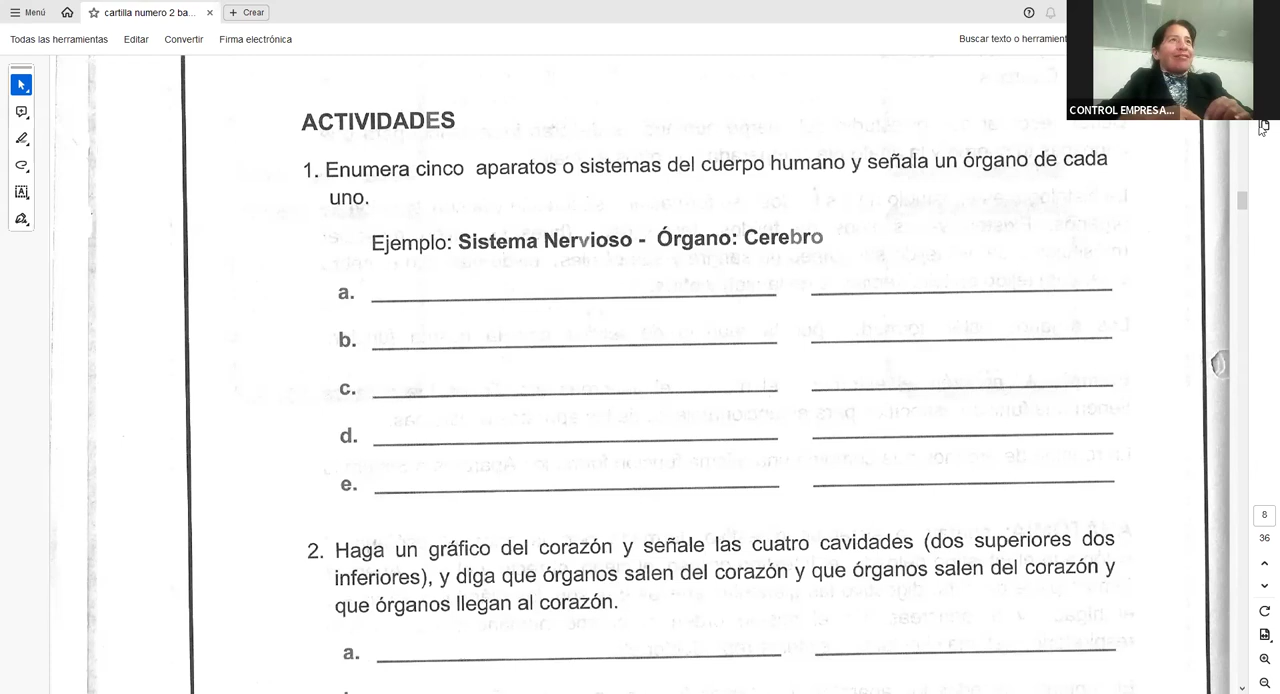 Menú
cartilla numero 2 ba...
Crear
Todas las herramientas
Editar
Convertir
Firma electrónica
Buscar texto o herramient
CONTROL EMPRESA...
ACTIVIDADES
1. Enumera cinco aparatos o sistemas del cuerpo humano y señala un órgano de cada
uno.
Ejemplo: Sistema Nervioso - Órgano: Cerebro
a.
b.
c.
d.
e.
2. Haga un gráfico del corazón y señale las cuatro cavidades (dos superiores dos
inferiores), y diga que órganos salen del corazón y que órganos salen del corazón y
que órganos llegan al corazón.
a.
8
36